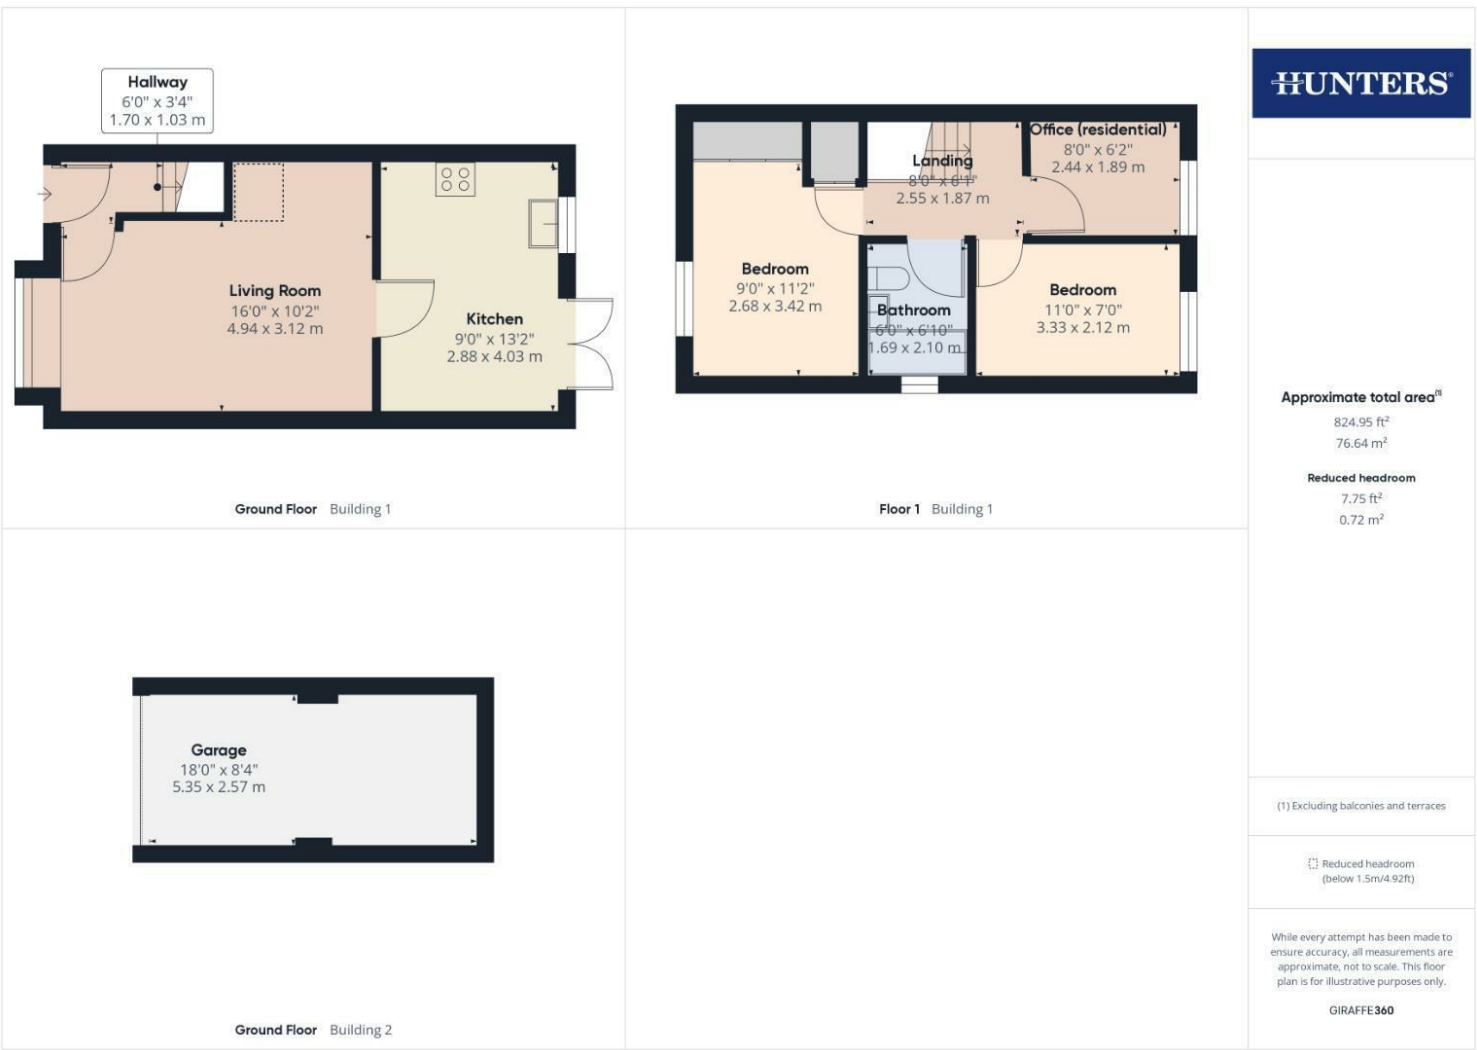 Hallway
6'0" x 3'4"
1.70 x 1.03 m
Living Room
16'0" x 10'2"
4.94 x 3.12 m
Kitchen
9'0" x 13'2"
2.88 x 4.03 m
Ground Floor Building 1
Office (residential)
8'0" x 6'2"
2.44 x 1.89 m
Landing
8'0" x 6'1"
2.55 x 1.87 m
Bedroom
9'0" x 11'2"
2.68 x 3.42 m
Bathroom
6'0" x 6'10"
1.69 x 2.10 m
Bedroom
11'0" x 7'0"
3.33 x 2.12 m
Floor 1 Building 1
Garage
18'0" x 8'4"
5.35 x 2.57 m
Ground Floor Building 2
HUNTERS®
Approximate total area(1)
824.95 ft²
76.64 m²
Reduced headroom
7.75 ft²
0.72 m²
(1) Excluding balconies and terraces
Reduced headroom
(below 1.5m/4.92ft)
While every attempt has been made to
ensure accuracy, all measurements are
approximate, not to scale. This floor
plan is for illustrative purposes only.
GIRAFFE360